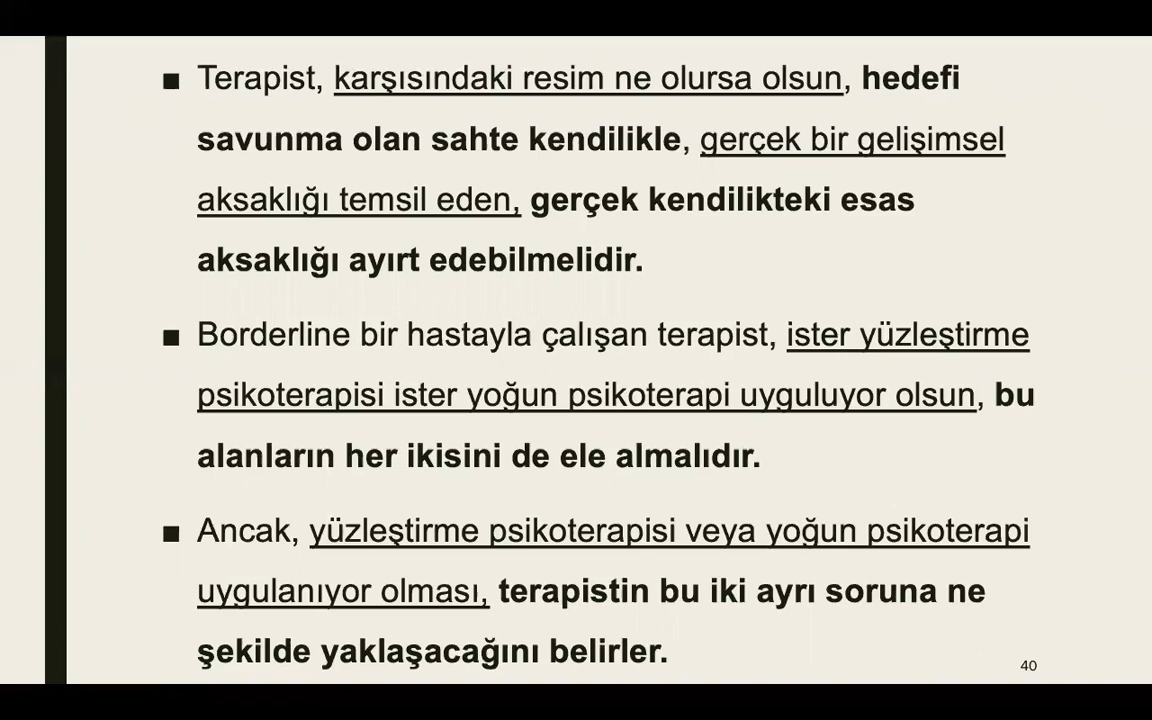 ■ Terapist, karşısındaki resim ne olursa olsun, hedefi
savunma olan sahte kendilikle, gerçek bir gelişimsel
aksaklığı temsil eden, gerçek kendilikteki esas
aksaklığı ayırt edebilmelidir.
■ Borderline bir hastayla çalışan terapist, ister yüzleştirme
psikoterapisi ister yoğun psikoterapi uyguluyor olsun, bu
alanların her ikisini de ele almalıdır.
■ Ancak, yüzleştirme psikoterapisi veya yoğun psikoterapi
uygulanıyor olması, terapistin bu iki ayrı soruna ne
şekilde yaklaşacağını belirler.
40